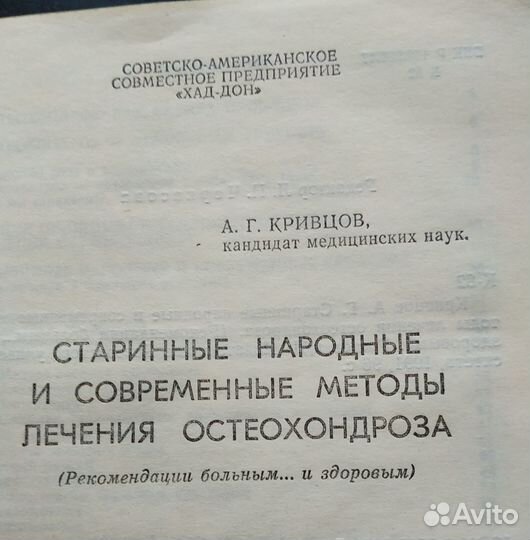 СОВЕТСКО-АМЕРИКАНСКОЕ
СОВМЕСТНОЕ ПРЕДПРИЯТИЕ
«ХАД-ДОН»
А. Г. КРИВЦОВ,
кандидат медицинских наук.
СТАРИННЫЕ НАРОДНЫЕ
И СОВРЕМЕННЫЕ МЕТОДЫ
ЛЕЧЕНИЯ ОСТЕОХОНДРОЗА
(Рекомендации больным... и здоровым)
Avito